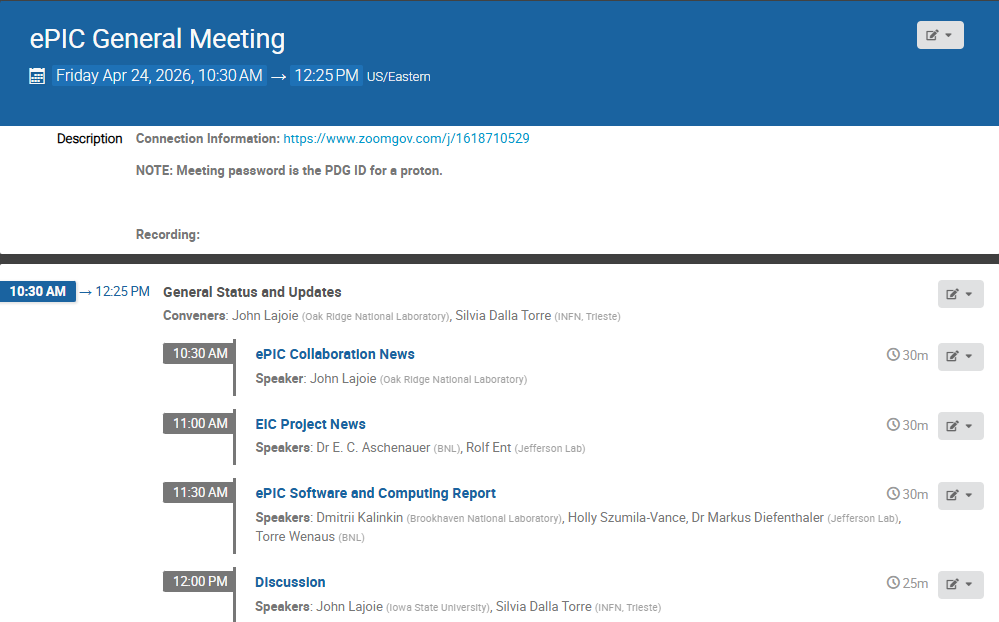 ePIC General Meeting
Friday Apr 24, 2026, 10:30 AM → 12:25 PM US/Eastern
Description Connection Information: https://www.zoomgov.com/j/1618710529
NOTE: Meeting password is the PDG ID for a proton.
Recording:
10:30 AM → 12:25 PM General Status and Updates
Conveners: John Lajoie (Oak Ridge National Laboratory), Silvia Dalla Torre (INFN, Trieste)
10:30 AM ePIC Collaboration News 30m
Speaker: John Lajoie (Oak Ridge National Laboratory)
11:00 AM EIC Project News 30m
Speakers: Dr E. C. Aschenauer (BNL), Rolf Ent (Jefferson Lab)
11:30 AM ePIC Software and Computing Report 30m
Speakers: Dmitrii Kalinkin (Brookhaven National Laboratory), Holly Szumila-Vance, Dr Markus Diefenthaler (Jefferson Lab),
Torre Wenaus (BNL)
12:00 PM Discussion 25m
Speakers: John Lajoie (Iowa State University), Silvia Dalla Torre (INFN, Trieste)